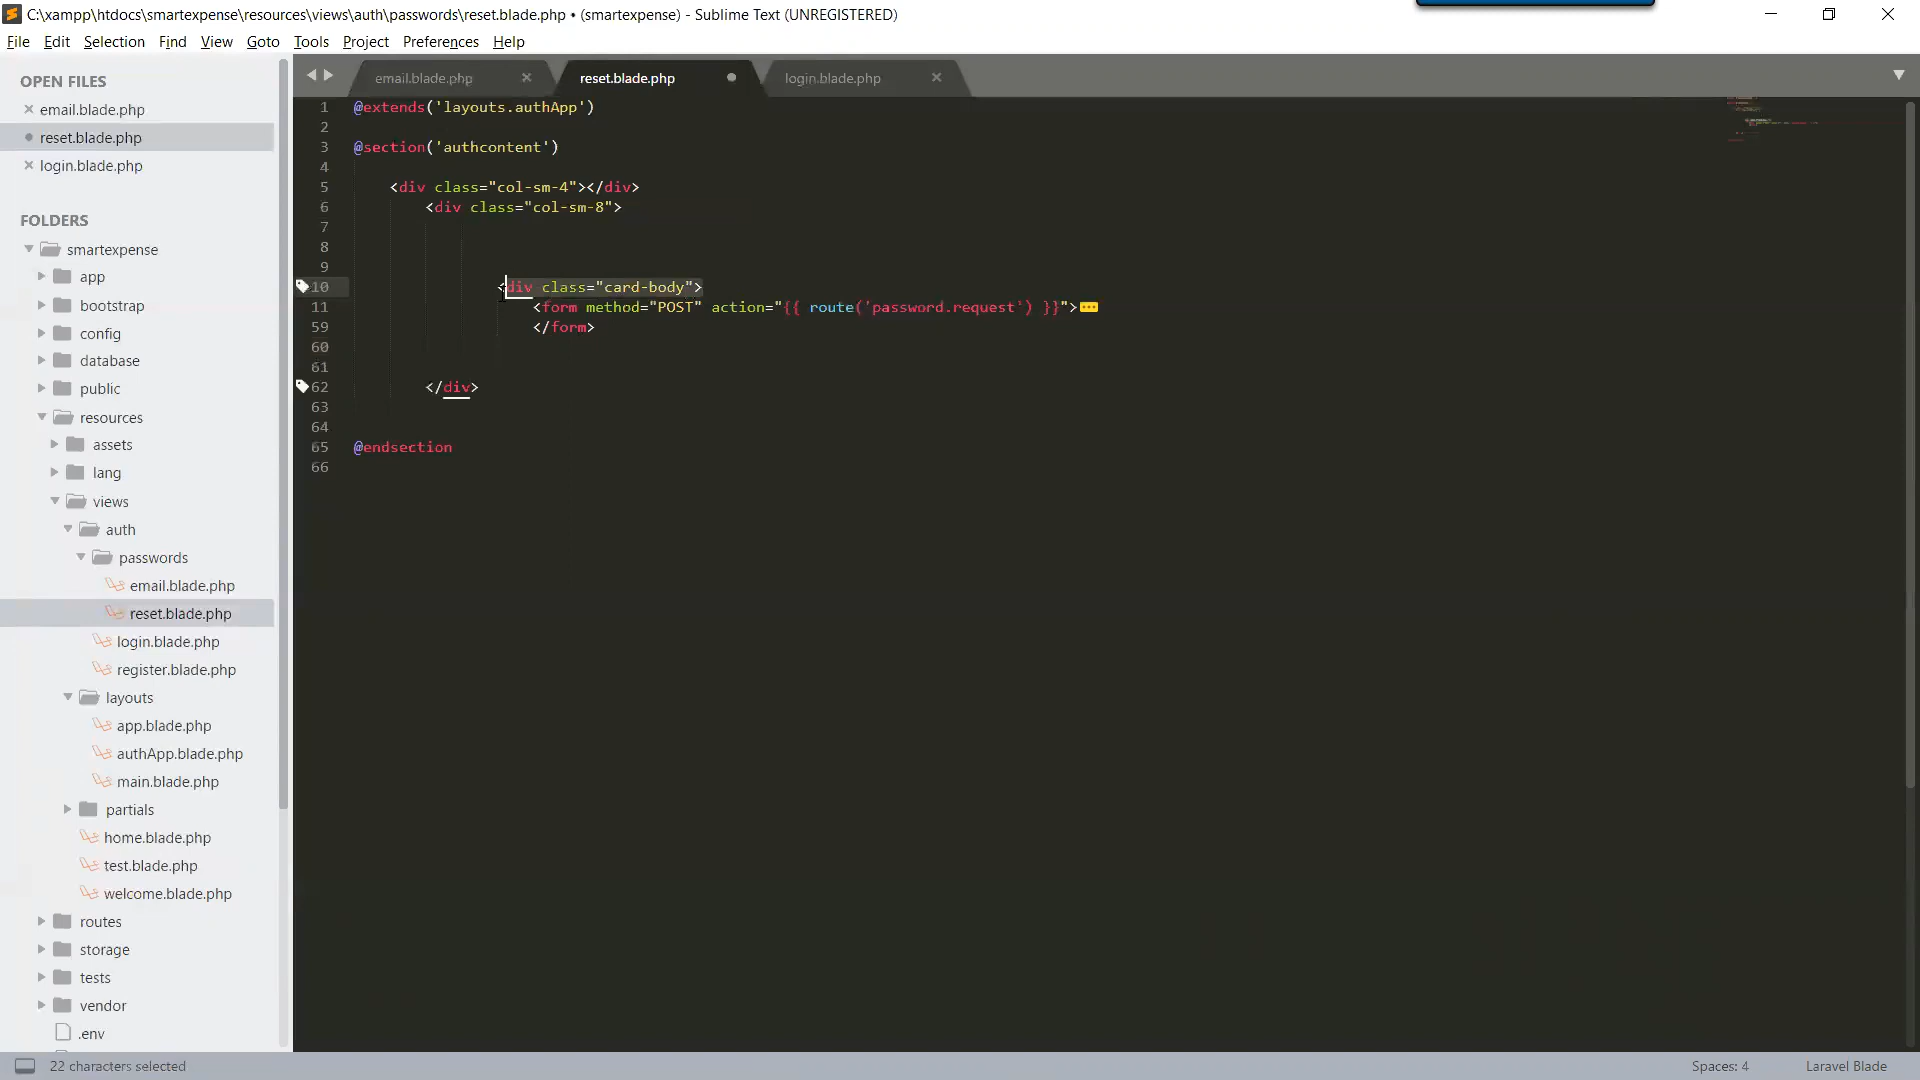 C:\xampp\htdocs\smartexpense\resources\views\auth\passwords\reset.blade.php • (smartexpense) - Sublime Text (UNREGISTERED)
File Edit Selection Find View Goto Tools Project Preferences Help
OPEN FILES
email.blade.php
reset.blade.php
login.blade.php
FOLDERS
smartexpense
app
bootstrap
config
database
public
resources
assets
lang
views
auth
passwords
email.blade.php
reset.blade.php
login.blade.php
register.blade.php
layouts
app.blade.php
authApp.blade.php
main.blade.php
partials
home.blade.php
test.blade.php
welcome.blade.php
routes
storage
tests
vendor
.env
email.blade.php reset.blade.php login.blade.php
1 @extends('layouts.authApp')
2
3 @section('authcontent')
4
5 <div class="col-sm-4"></div>
6 <div class="col-sm-8">
7
8
9
10 <div class="card-body">
11 <form method="POST" action="{{ route('password.request') }}">
59 </form>
60
61
62 </div>
63
64
65 @endsection
66
22 characters selected Spaces: 4 Laravel Blade